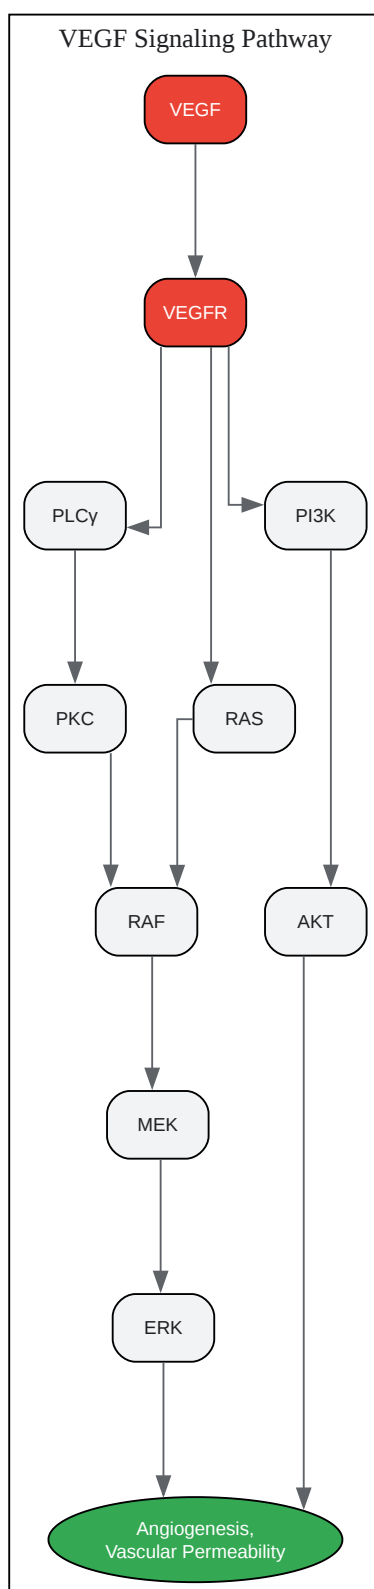 VEGF Signaling Pathway
VEGF
VEGFR
PLCγ
PI3K
PKC
RAS
RAF
AKT
MEK
ERK
Angiogenesis,
Vascular Permeability